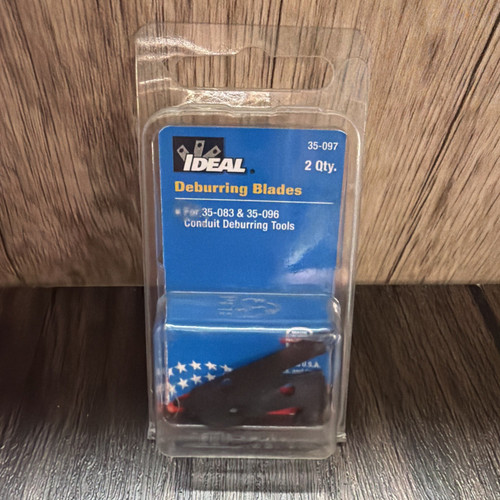 35-097
IDEAL®
2 Qty.
Deburring Blades
• For 35-083 & 35-096
Conduit Deburring Tools
U.S.A.